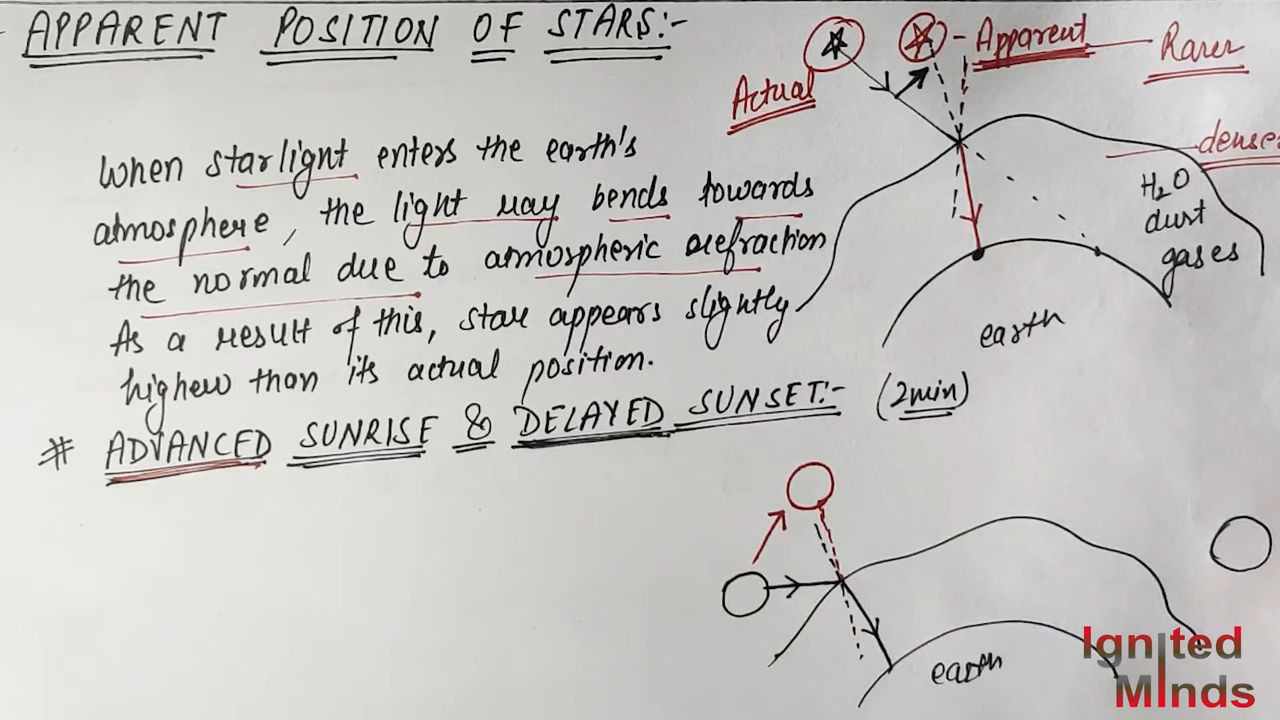 APPARENT POSITION OF STARS:-
Apparent
Rarer
Actual
denser
When starlight enters the earth's
atmosphere, the light ray bends towards
the normal due to atmospheric refraction
As a result of this, star appears slightly
higher than its actual position.
H₂O
dust
gases
earth
# ADVANCED SUNRISE & DELAYED SUNSET:- (2min)
earth
Ignited
Minds